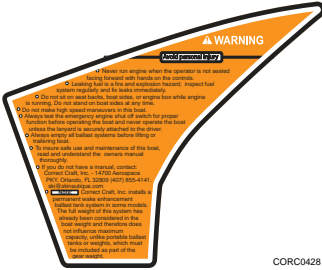 WARNING
Avoid personal injury
Never run engine when the operator is not seated
facing forward with hands on the controls.
Leaking fuel is a fire and explosion hazard; inspect fuel
system regularly and fix leaks immediately.
Do not sit on seat backs, boat sides, or engine box while engine
is running. Do not stand on boat sides at any time.
Do not make high speed maneuvers in this boat.
Always test the emergency engine shut off switch for proper
function before operating the boat and never operate the boat
unless the lanyard is securely attached to the driver.
Always empty all ballast systems before lifting or
trailering boat.
To insure safe use and maintenance of this boat,
read and understand the owners manual
thoroughly.
If you do not have a manual, contact:
Correct Craft, Inc. - 14700 Aerospace
PKY, Orlando, FL 32809 (407) 855-4141,
ski@skinautique.com
Correct Craft, Inc. installs a
permanent wake enhancement
ballast tank system in some models.
The full weight of this system has
already been considered in the
boat weight and therefore does
not influence maximum
capacity, unlike portable ballast
tanks or weights, which must
be included as part of the
gear weight.
CORC0428